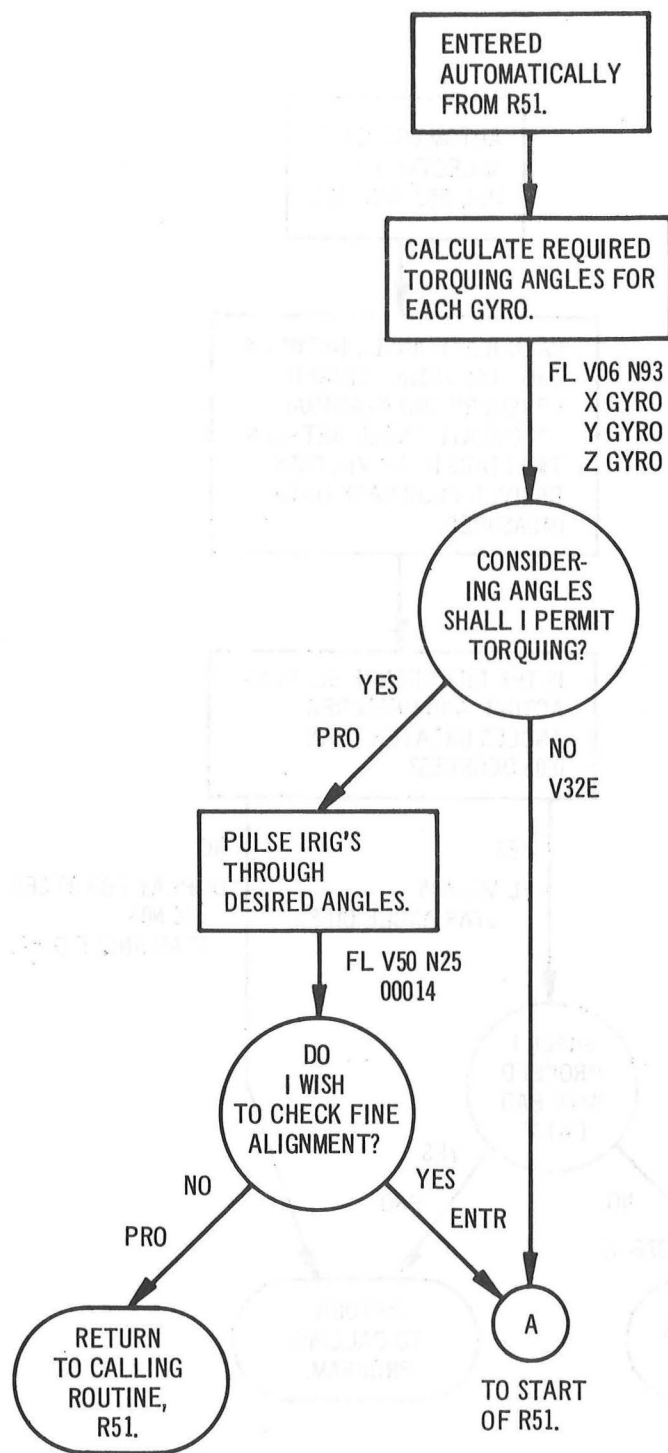 ENTERED
AUTOMATICALLY
FROM R51.
CALCULATE REQUIRED
TORQUING ANGLES FOR
EACH GYRO.
FL V06 N93
X GYRO
Y GYRO
Z GYRO
CONSIDER-
ING ANGLES
SHALL I PERMIT
TORQUING?
YES
PRO
NO
V32E
PULSE IRIG'S
THROUGH
DESIRED ANGLES.
FL V50 N25
00014
DO
I WISH
TO CHECK FINE
ALIGNMENT?
NO
PRO
YES
ENTR
RETURN
TO CALLING
ROUTINE,
R51.
A
TO START
OF R51.